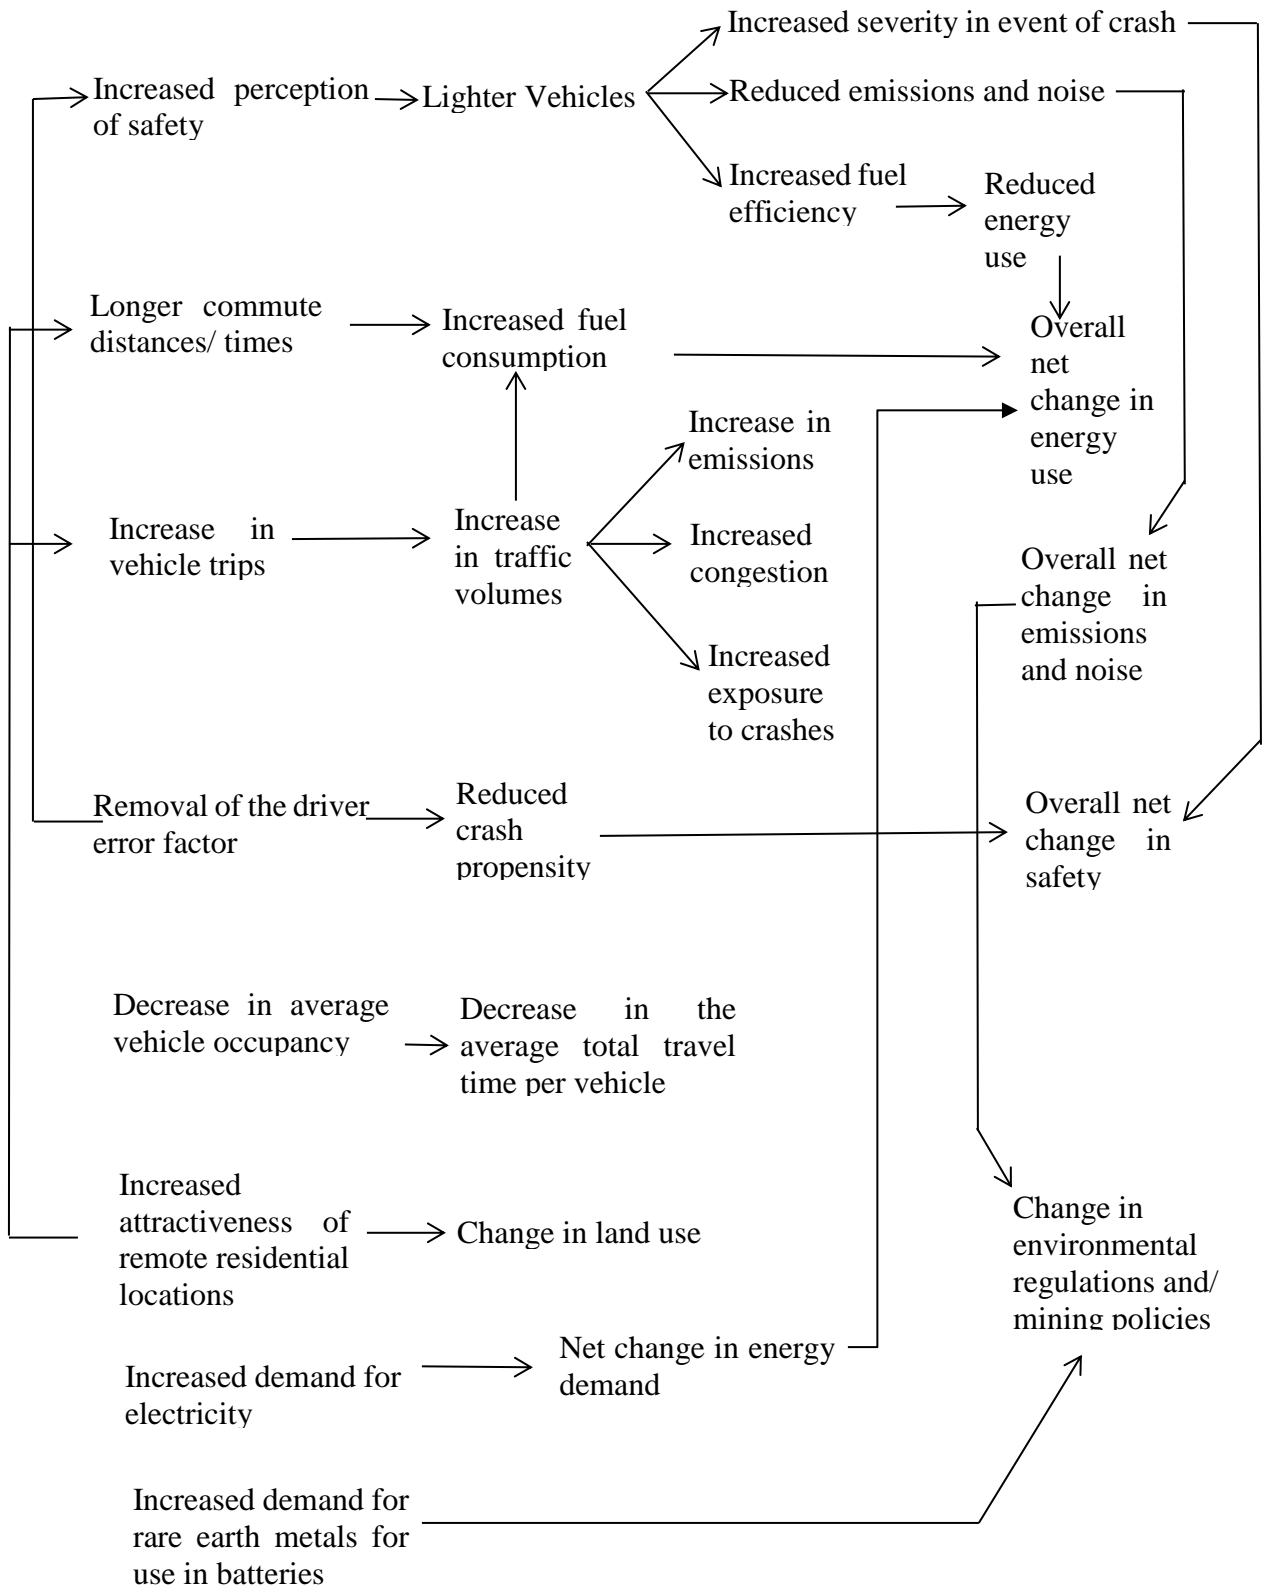 Increased severity in event of crash
Increased perception
of safety
Lighter Vehicles
Reduced emissions and noise
Increased fuel
efficiency
Reduced
energy
use
Longer commute
distances/ times
Increased fuel
consumption
Overall
net
change in
energy
use
Increase in
emissions
Increase in
vehicle trips
Increase
in traffic
volumes
Increased
congestion
Overall net
change in
emissions
and noise
Increased
exposure
to crashes
Removal of the driver
error factor
Reduced
crash
propensity
Overall net
change in
safety
Decrease in average
vehicle occupancy
Decrease in the
average total travel
time per vehicle
Increased
attractiveness of
remote residential
locations
Change in land use
Change in
environmental
regulations and/
mining policies
Increased demand for
electricity
Net change in energy
demand
Increased demand for
rare earth metals for
use in batteries